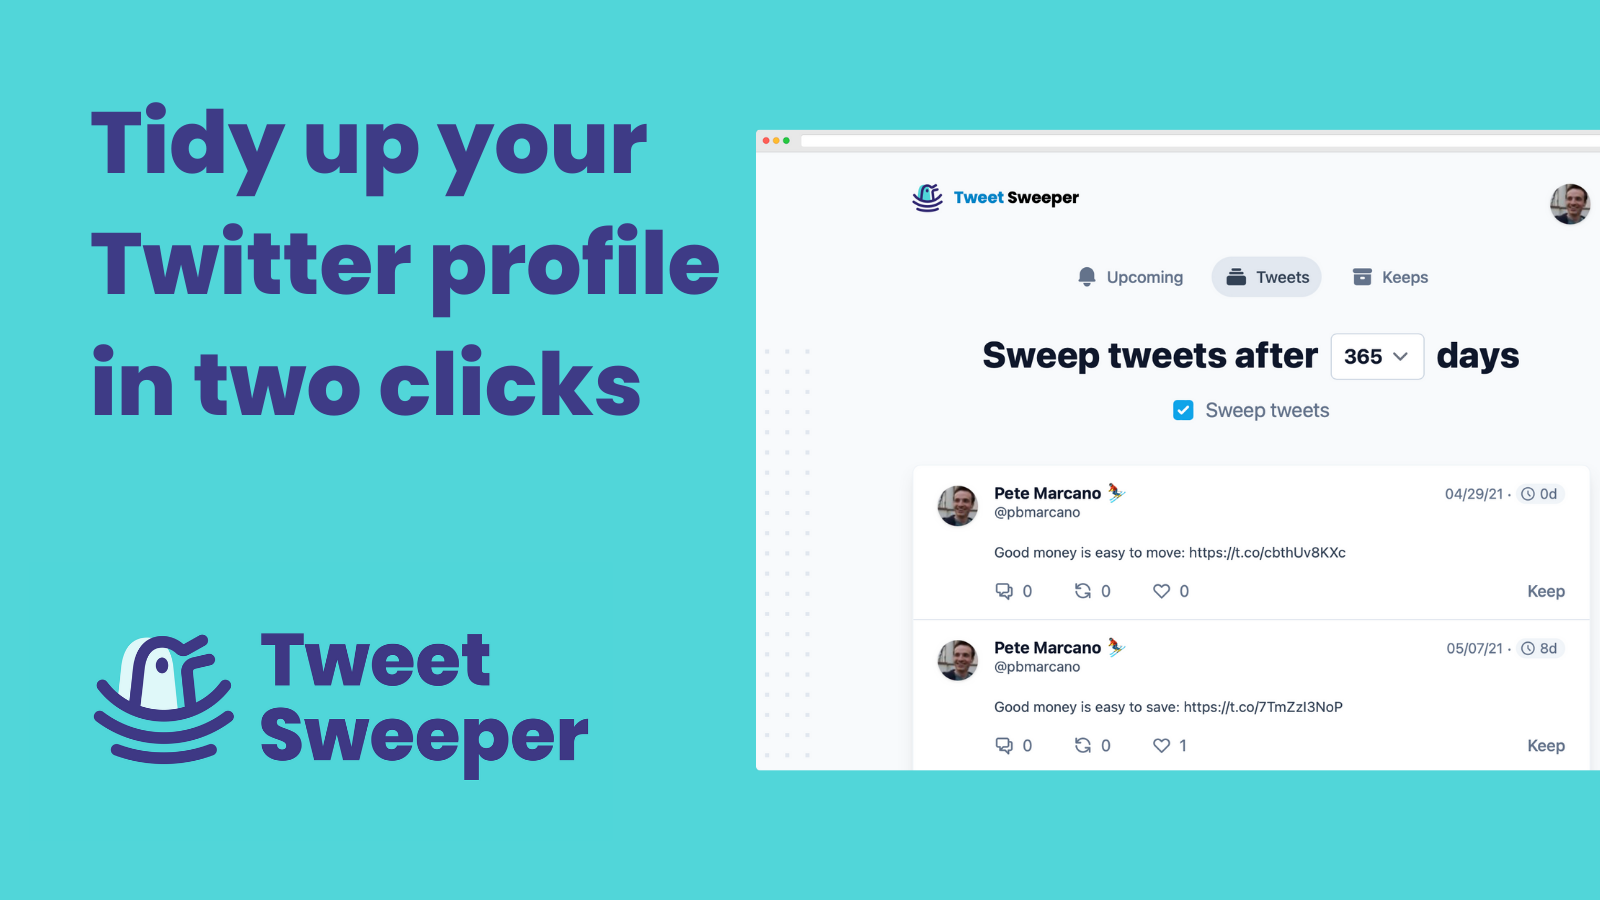 Tidy up your
Twitter profile
in two clicks
Tweet
Sweeper
Tweet Sweeper
Upcoming
Tweets
Keeps
Sweep tweets after 365 days
Sweep tweets
Pete Marcano
04/29/21 · 0d
@pbmarcano
Good money is easy to move: https://t.co/cbthUv8KXc
0 0 0 Keep
Pete Marcano
05/07/21 · 8d
@pbmarcano
Good money is easy to save: https://t.co/7TmZzI3NoP
0 0 1 Keep